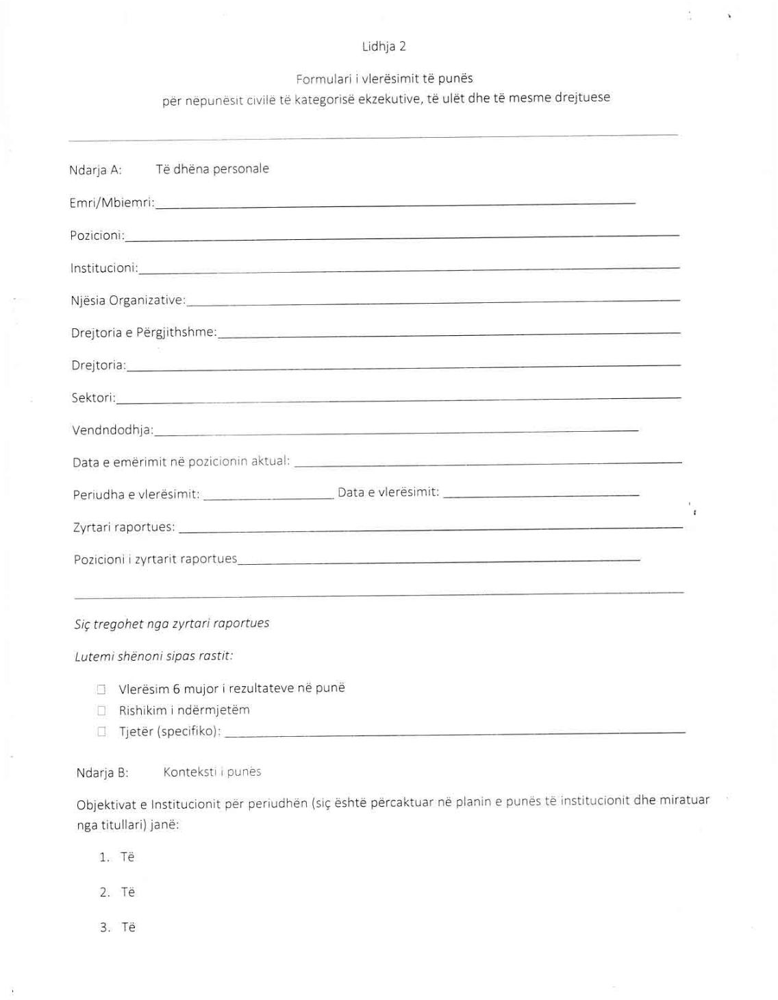 Lidhja 2
Formulari i vlerësimit të punës
për nëpunësit civilë të kategorisë ekzekutive, të ulët dhe të mesme drejtuese
Ndarja A: Të dhëna personale
Emri/Mbiemri:
Pozicioni:
Institucioni:
Njësia Organizative:
Drejtoria e Përgjithshme:
Drejtoria:
Sektori:
Vendndodhja:
Data e emërimit në pozicionin aktual:
Periudha e vlerësimit: Data e vlerësimit:
Zyrtari raportues:
Pozicioni i zyrtarit raportues
Siç tregohet nga zyrtari raportues
Lutemi shënoni sipas rastit:
Vlerësim 6 mujor i rezultateve në punë
Rishikim i ndërmjetëm
Tjetër (specifiko):
Ndarja B: Konteksti i punës
Objektivat e Institucionit për periudhën (siç është përcaktuar në planin e punës të institucionit dhe miratuar
nga titullari) janë:
1. Të
2. Të
3. Të